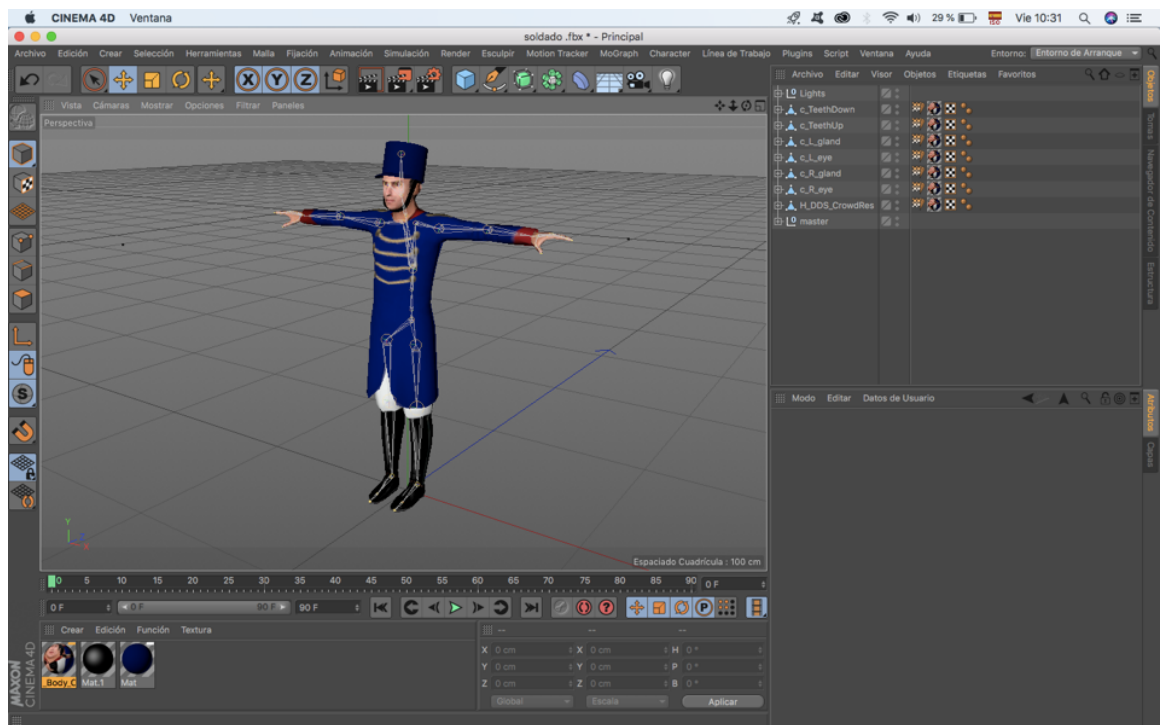 CINEMA 4D Ventana 29 % ISO Vie 10:31
soldado .fbx * - Principal
Archivo Edición Crear Selección Herramientas Malla Fijación Animación Simulación Render Esculpir Motion Tracker MoGraph Character Línea de Trabajo Plugins Script Ventana Ayuda Entorno: Entorno de Arranque
X Y Z
Archivo Editar Visor Objetos Etiquetas Favoritos
Lights
c_TeethDown
c_TeethUp
c_L_gland
c_L_eye
c_R_gland
c_R_eye
H_DDS_CrowdRes
master
Objetos
Tomas
Navegador de Contenido
Estructura
Vista Cámaras Mostrar Opciones Filtrar Paneles
Perspectiva
S
Y
Z
X
Espaciado Cuadrícula : 100 cm
Modo Editar Datos de Usuario
Atributos
Capas
0 5 10 15 20 25 30 35 40 45 50 55 60 65 70 75 80 85 90 0 F
0 F 0 F 90 F 90 F P
Crear Edición Función Textura
_Body_C Mat.1 Mat
-- -- --
X 0 cm X 0 cm H 0 °
Y 0 cm Y 0 cm P 0 °
Z 0 cm Z 0 cm B 0 °
Global Escala Aplicar
MAXON
CINEMA 4D